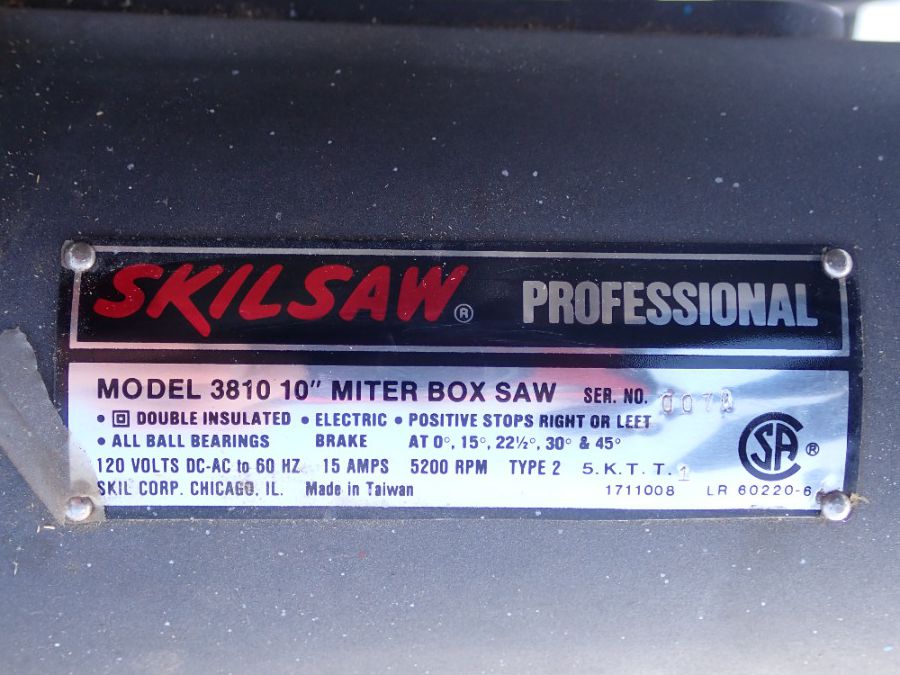 SKILSAW® PROFESSIONAL
MODEL 3810 10" MITER BOX SAW SER. NO.
• DOUBLE INSULATED • ELECTRIC • POSITIVE STOPS RIGHT OR LEFT
• ALL BALL BEARINGS BRAKE AT 0°, 15°, 22½°, 30° & 45°
120 VOLTS DC-AC to 60 HZ 15 AMPS 5200 RPM TYPE 2 S.K.T.T. 1
SKIL CORP. CHICAGO, IL. Made in Taiwan 1711008 LR 60220-6
SA ®